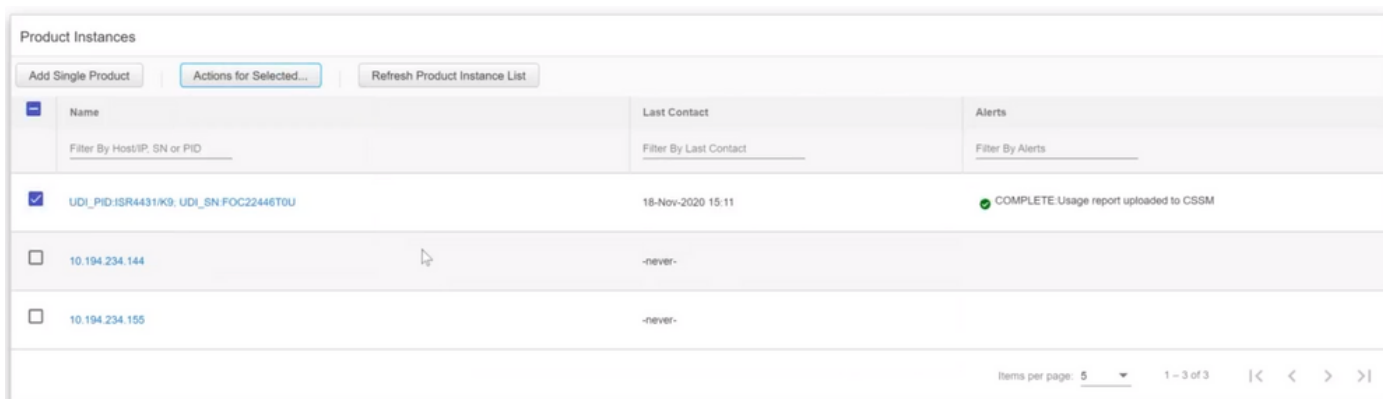 Product Instances
Add Single Product Actions for Selected... Refresh Product Instance List
Name Last Contact Alerts
Filter By Host/IP, SN or PID Filter By Last Contact Filter By Alerts
UDI_PID:ISR4431/K9; UDI_SN:FOC22446T0U 18-Nov-2020 15:11 COMPLETE:Usage report uploaded to CSSM
10.194.234.144 -never-
10.194.234.155 -never-
Items per page: 5 1 – 3 of 3